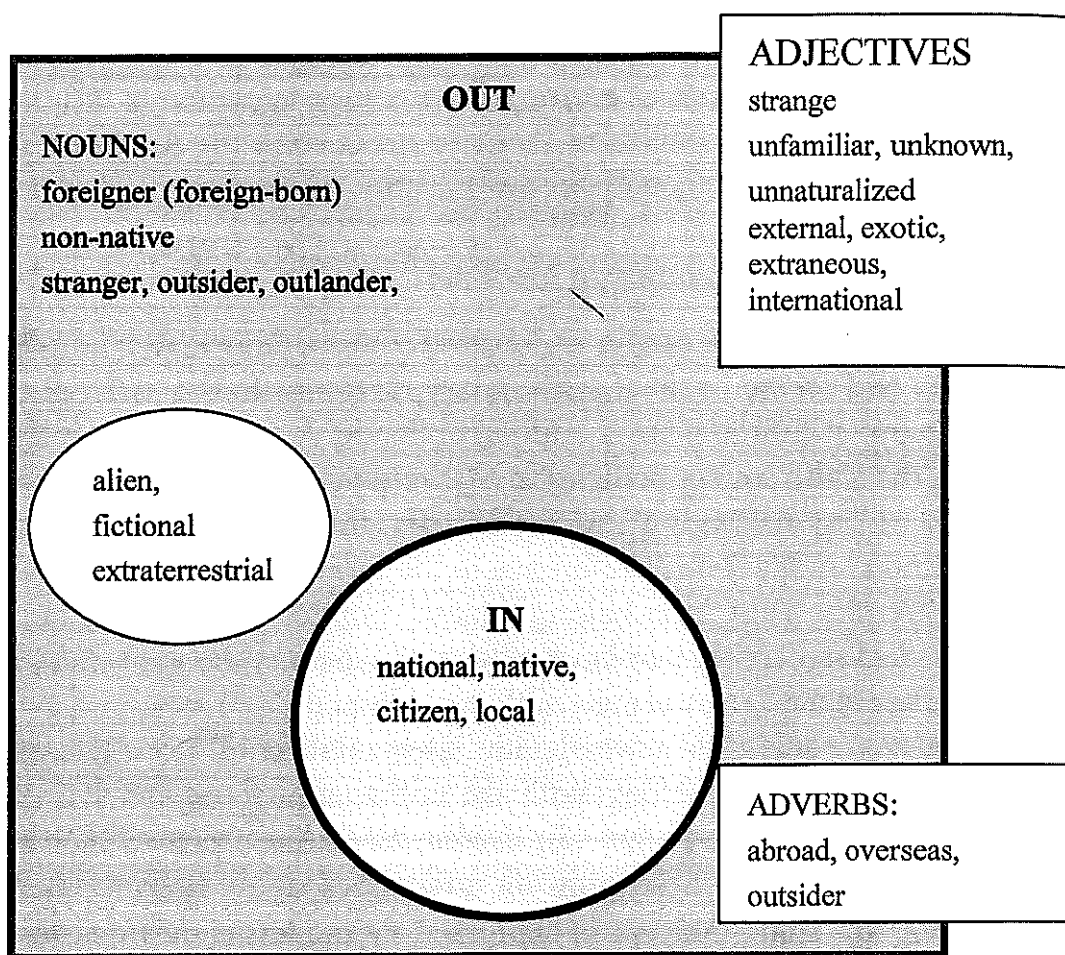 OUT
NOUNS:
foreigner (foreign-born)
non-native
stranger, outsider, outlander,
ADJECTIVES
strange
unfamiliar, unknown,
unnaturalized
external, exotic,
extraneous,
international
alien,
fictional
extraterrestrial
IN
national, native,
citizen, local
ADVERBS:
abroad, overseas,
outsider